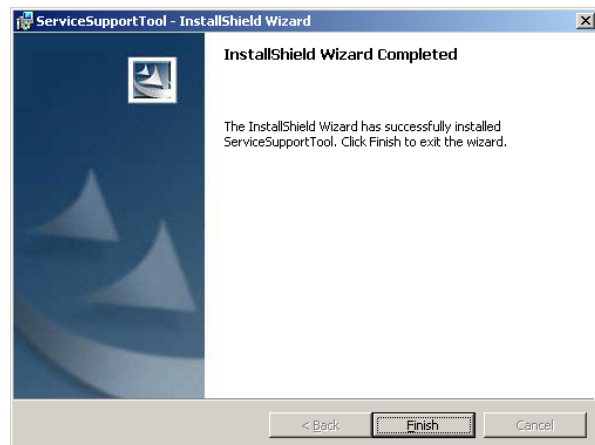 ServiceSupportTool - InstallShield Wizard
InstallShield Wizard Completed
The InstallShield Wizard has successfully installed
ServiceSupportTool. Click Finish to exit the wizard.
< Back Finish Cancel